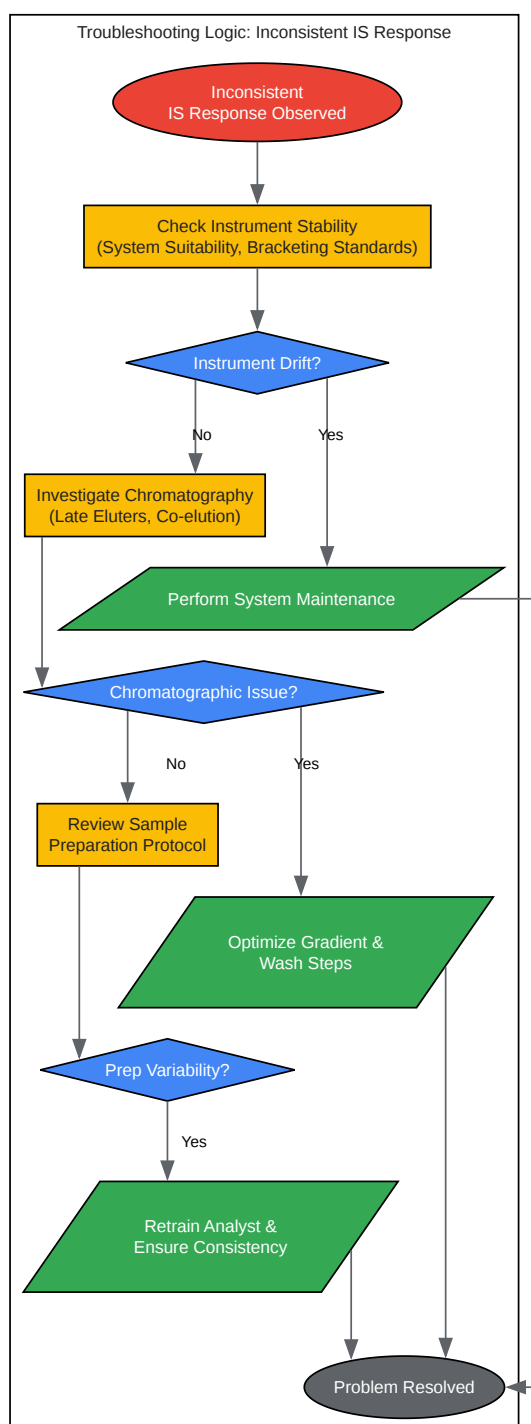 Troubleshooting Logic: Inconsistent IS Response
Inconsistent
IS Response Observed
Check Instrument Stability
(System Suitability, Bracketing Standards)
Instrument Drift?
No
Yes
Investigate Chromatography
(Late Eluters, Co-elution)
Perform System Maintenance
Chromatographic Issue?
No
Yes
Review Sample
Preparation Protocol
Optimize Gradient &
Wash Steps
Prep Variability?
Yes
Retrain Analyst &
Ensure Consistency
Problem Resolved